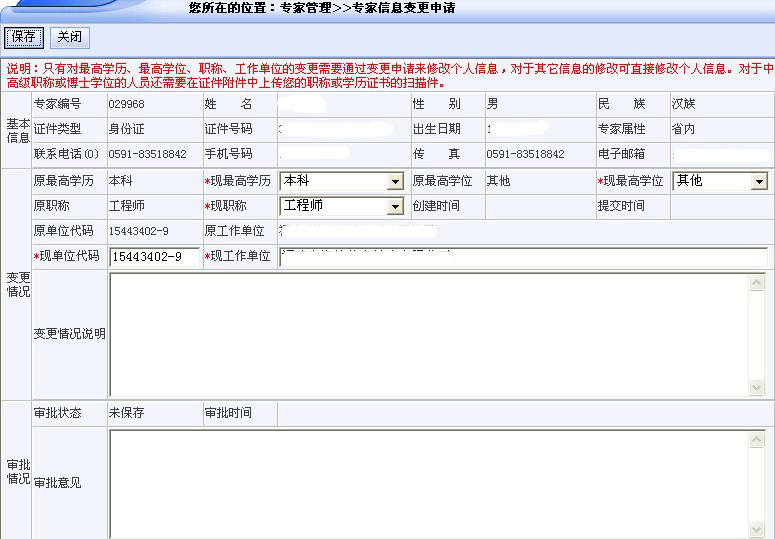 您所在的位置：专家管理>>专家信息变更申请
保存 关闭
说明：只有对最高学历、最高学位、职称、工作单位的变更需要通过变更申请来修改个人信息，对于其它信息的修改可直接修改个人信息。对于中
高级职称或博士学位的人员还需要在证件附件中上传您的职称或学历证书的扫描件。
基本信息
专家编号 029968 姓 名 性 别 男 民 族 汉族
证件类型 身份证 证件号码 出生日期 专家属性 省内
联系电话(O) 0591-83518842 手机号码 传 真 0591-83518842 电子邮箱
变更情况
原最高学历 本科 *现最高学历 本科 原最高学位 其他 *现最高学位 其他
原职称 工程师 *现职称 工程师 创建时间 提交时间
原单位代码 15443402-9 原工作单位
*现单位代码 15443402-9 *现工作单位
变更情况说明
审批情况
审批状态 未保存 审批时间
审批意见